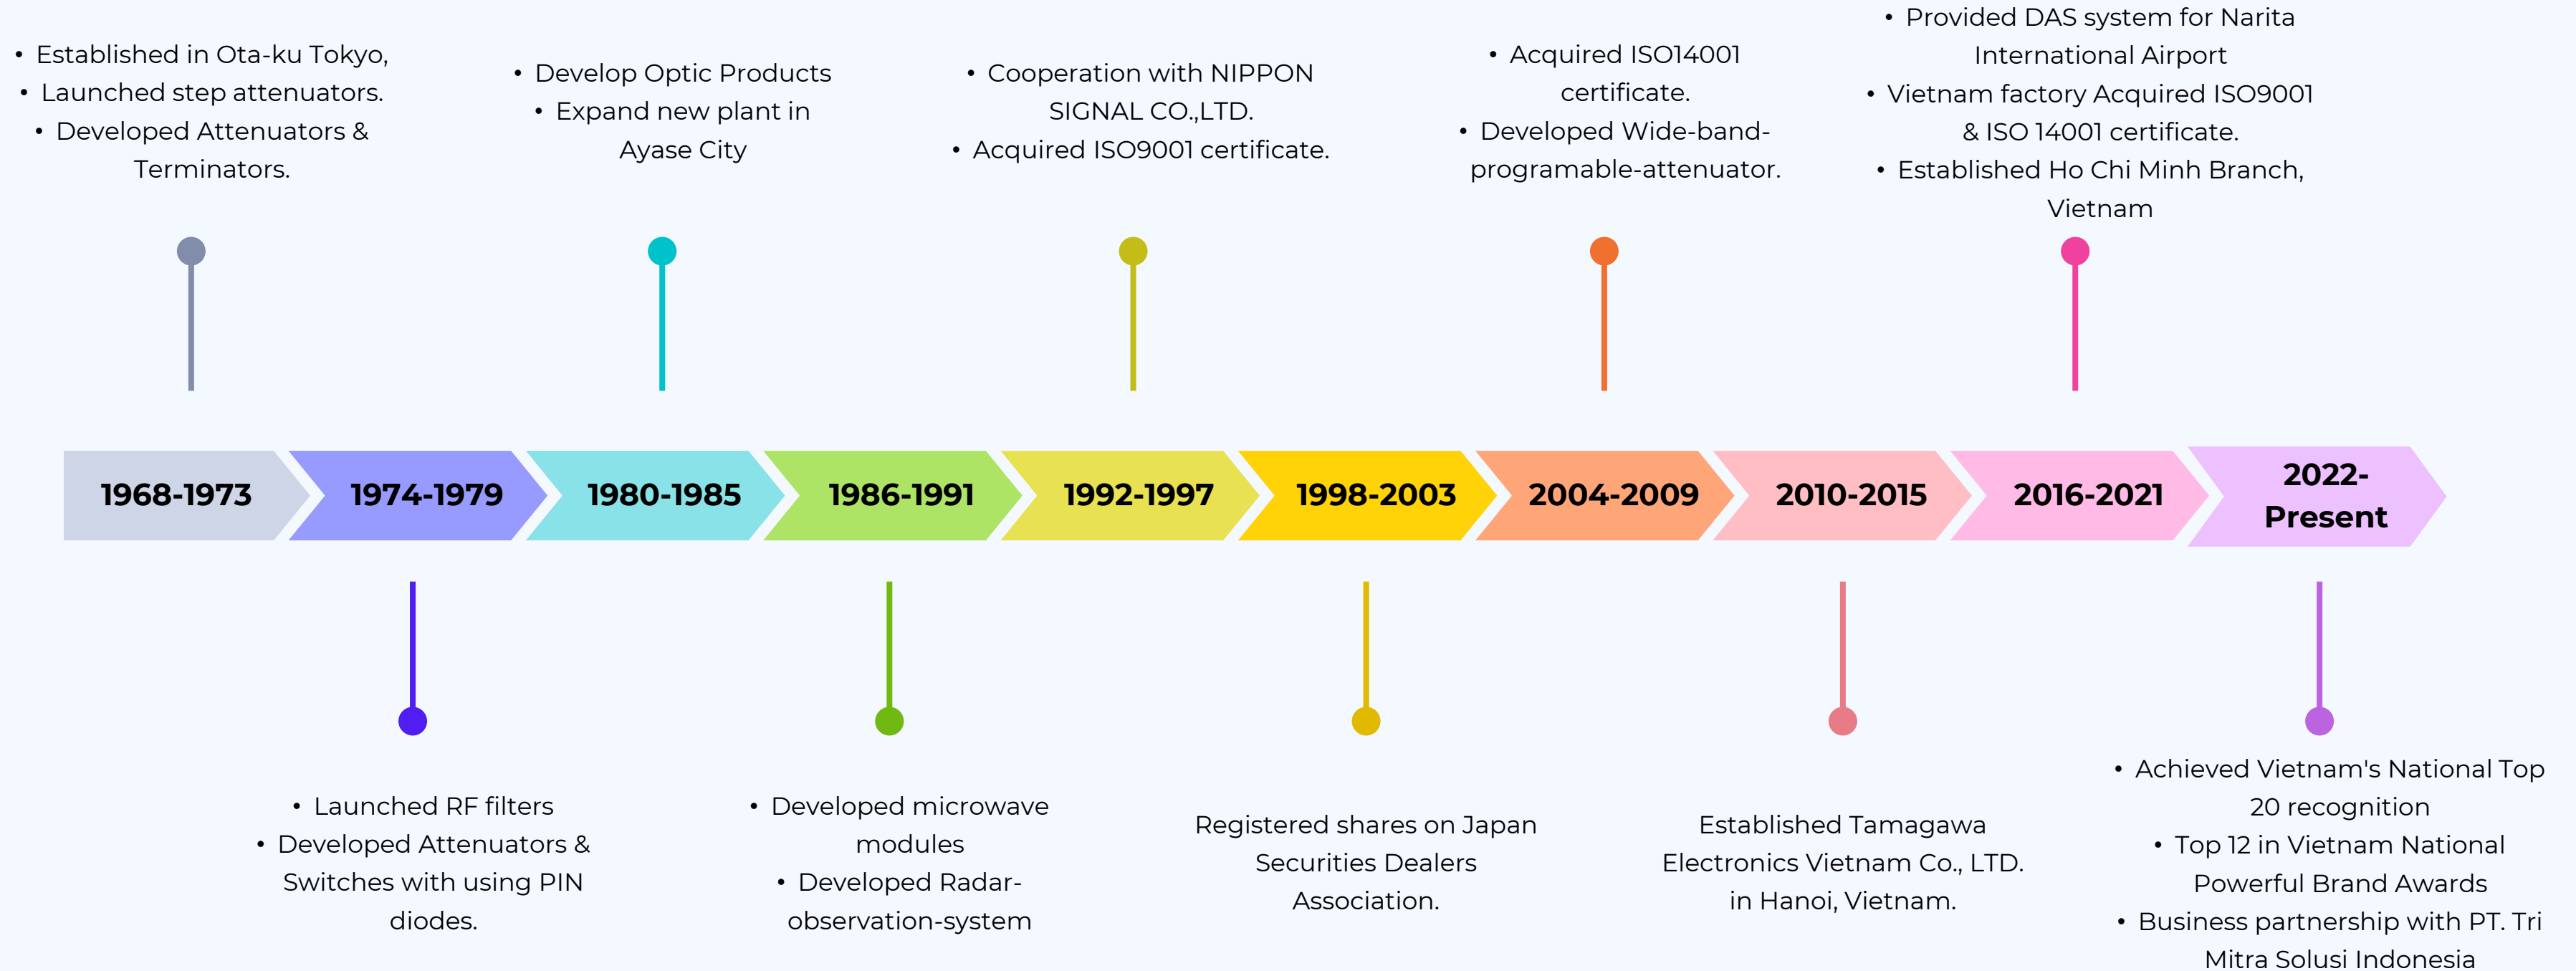 • Established in Ota-ku Tokyo,
• Launched step attenuators.
• Developed Attenuators &
Terminators.
• Develop Optic Products
• Expand new plant in
Ayase City
• Cooperation with NIPPON
SIGNAL CO.,LTD.
• Acquired ISO9001 certificate.
• Acquired ISO14001
certificate.
• Developed Wide-band-
programable-attenuator.
• Provided DAS system for Narita
International Airport
• Vietnam factory Acquired ISO9001
& ISO 14001 certificate.
• Established Ho Chi Minh Branch,
Vietnam
1968-1973
1974-1979
1980-1985
1986-1991
1992-1997
1998-2003
2004-2009
2010-2015
2016-2021
2022-
Present
• Launched RF filters
• Developed Attenuators &
Switches with using PIN
diodes.
• Developed microwave
modules
• Developed Radar-
observation-system
Registered shares on Japan
Securities Dealers
Association.
Established Tamagawa
Electronics Vietnam Co., LTD.
in Hanoi, Vietnam.
• Achieved Vietnam's National Top
20 recognition
• Top 12 in Vietnam National
Powerful Brand Awards
• Business partnership with PT. Tri
Mitra Solusi Indonesia